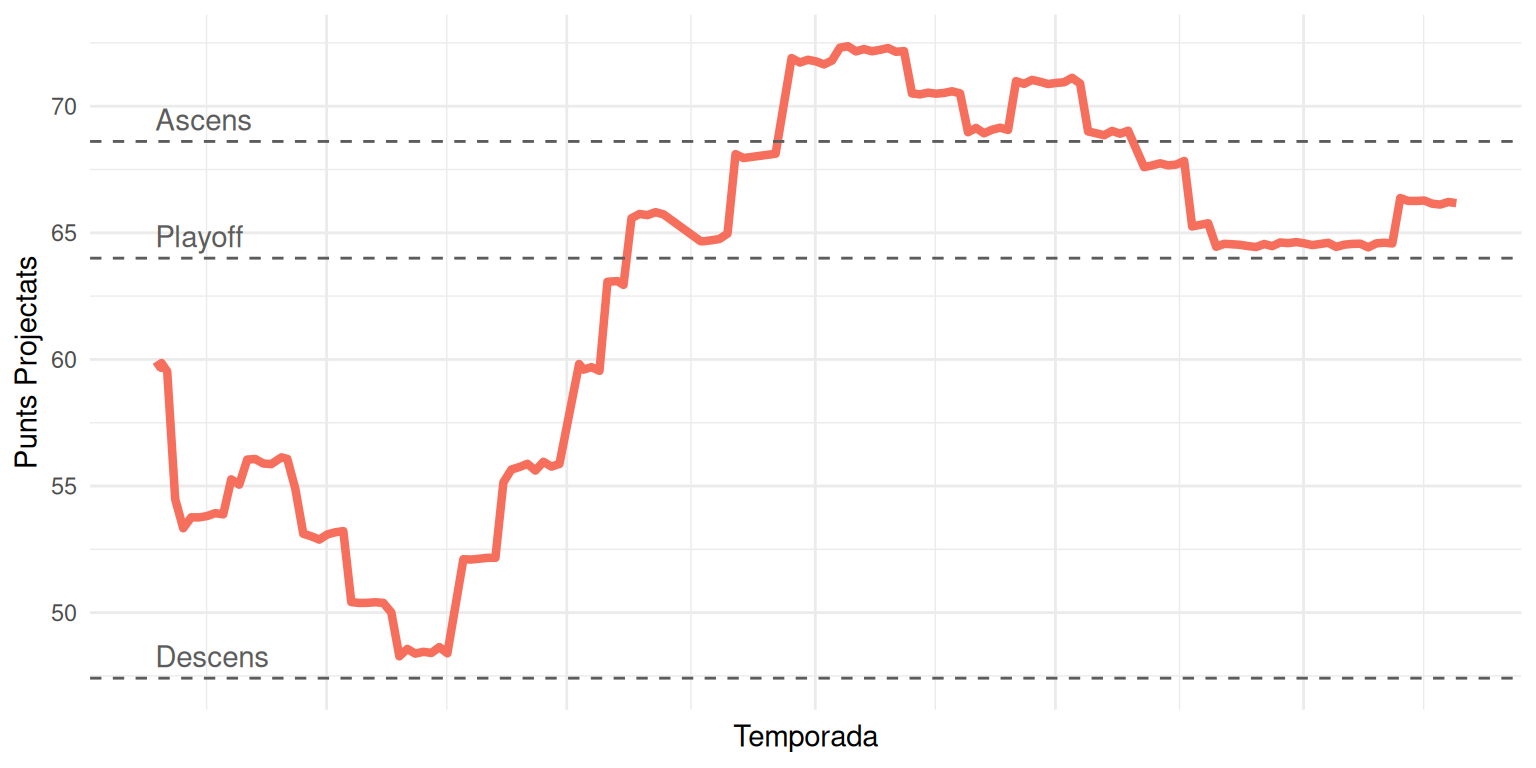 70
Ascens
65
Playoff
60
55
50
Descens
Punts Projectats
Temporada